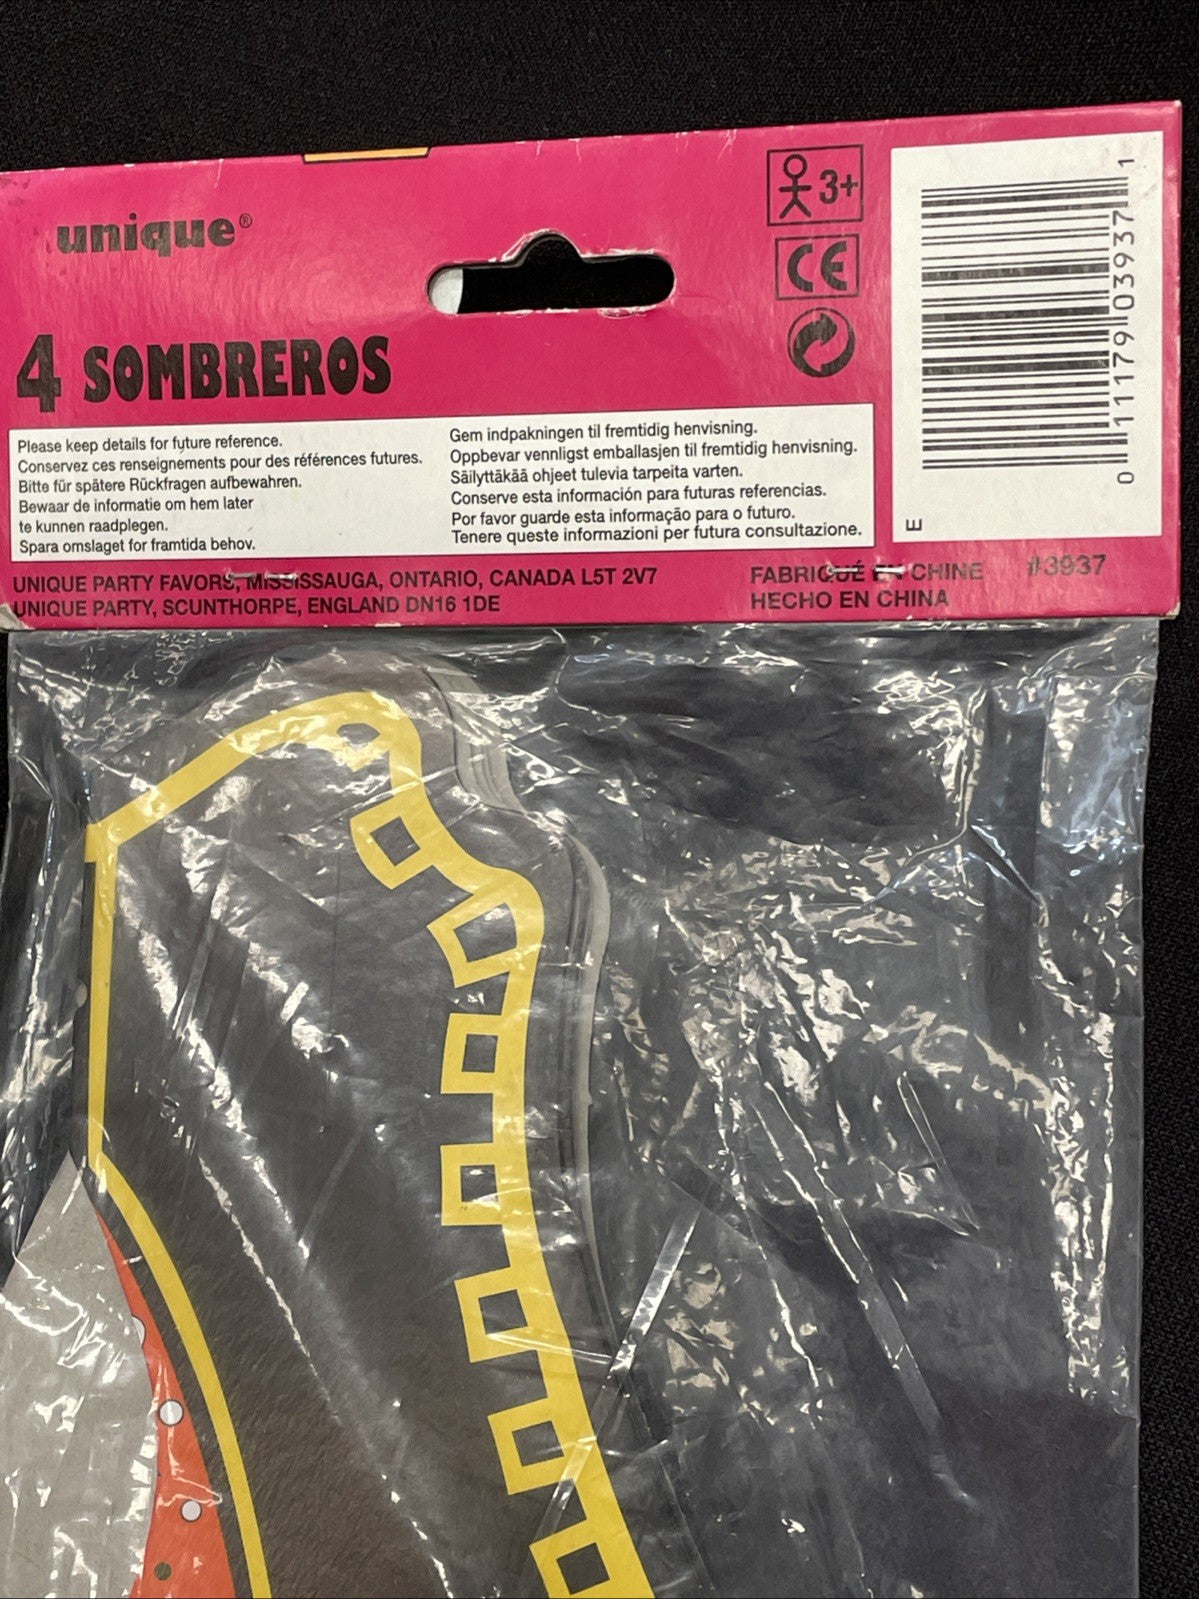 unique®
3+
CE
4 SOMBREROS
Please keep details for future reference.
Conservez ces renseignements pour des références futures.
Bitte für spätere Rückfragen aufbewahren.
Bewaar de informatie om hem later
te kunnen raadplegen.
Spara omslaget for framtida behov.
Gem indpakningen til fremtidig henvisning.
Oppbevar vennligst emballasjen til fremtidig henvisning.
Säilyttäkää ohjeet tulevia tarpeita varten.
Conserve esta información para futuras referencias.
Por favor guarde esta informação para o futuro.
Tenere queste informazioni per futura consultazione.
UNIQUE PARTY FAVORS, MISSISSAUGA, ONTARIO, CANADA L5T 2V7
UNIQUE PARTY, SCUNTHORPE, ENGLAND DN16 1DE
FABRIQUÉ EN CHINE
HECHO EN CHINA
#3937
0 11179 03937 1
E